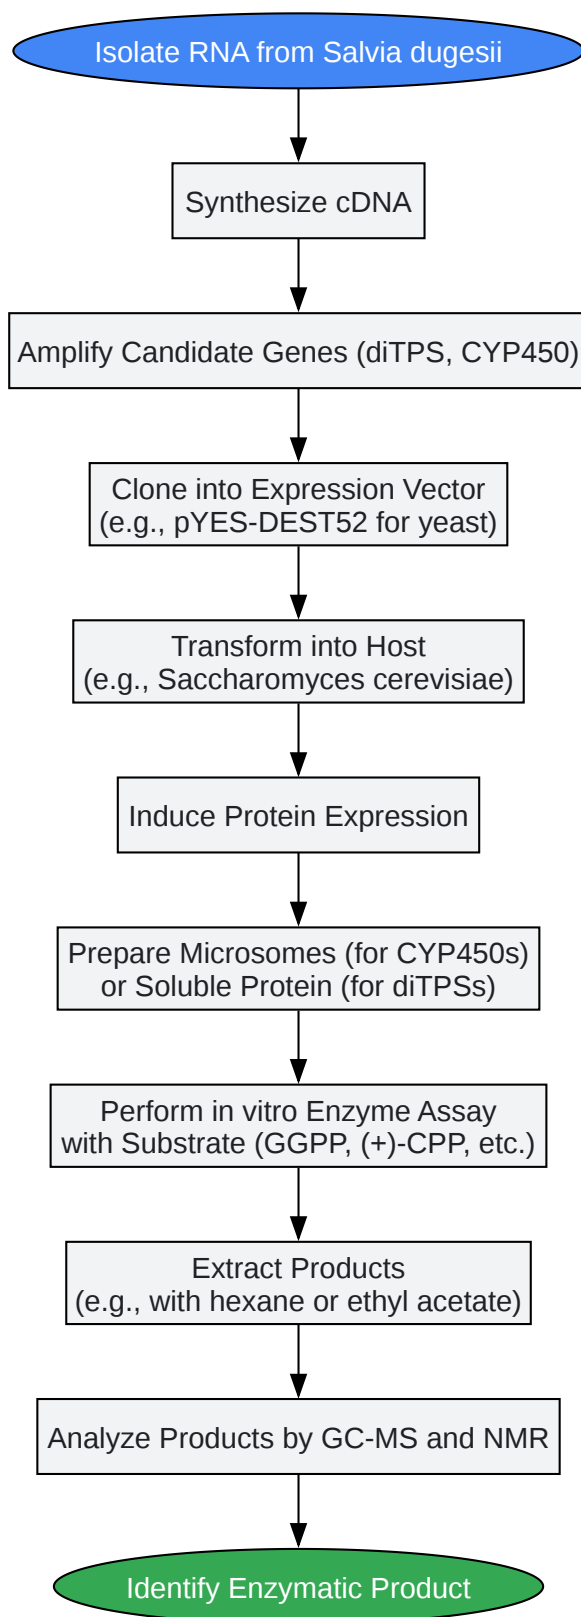 Isolate RNA from Salvia dugesii
Synthesize cDNA
Amplify Candidate Genes (diTPS, CYP450)
Clone into Expression Vector
(e.g., pYES-DEST52 for yeast)
Transform into Host
(e.g., Saccharomyces cerevisiae)
Induce Protein Expression
Prepare Microsomes (for CYP450s)
or Soluble Protein (for diTPSs)
Perform in vitro Enzyme Assay
with Substrate (GGPP, (+)-CPP, etc.)
Extract Products
(e.g., with hexane or ethyl acetate)
Analyze Products by GC-MS and NMR
Identify Enzymatic Product